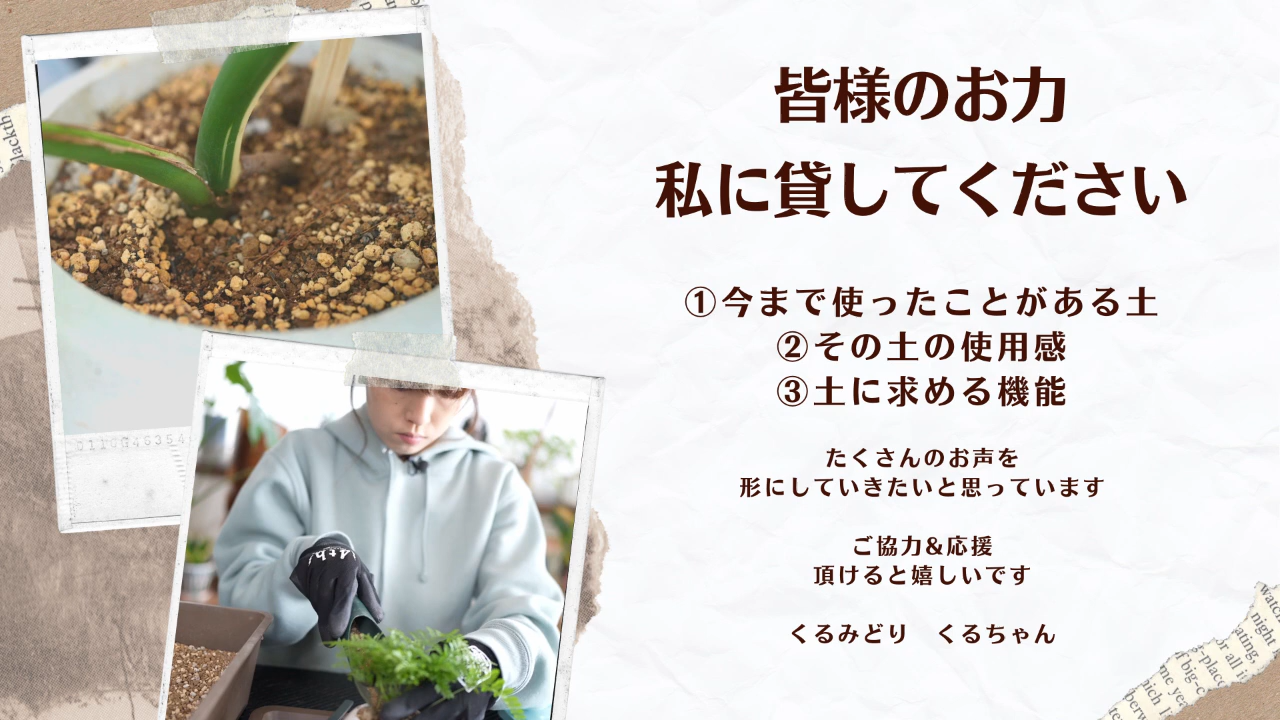 皆様のお力
私に貸してください
①今まで使ったことがある土
②その土の使用感
③土に求める機能
たくさんのお声を
形にしていきたいと思っています
ご協力&応援
頂けると嬉しいです
くるみどり　くるちゃん